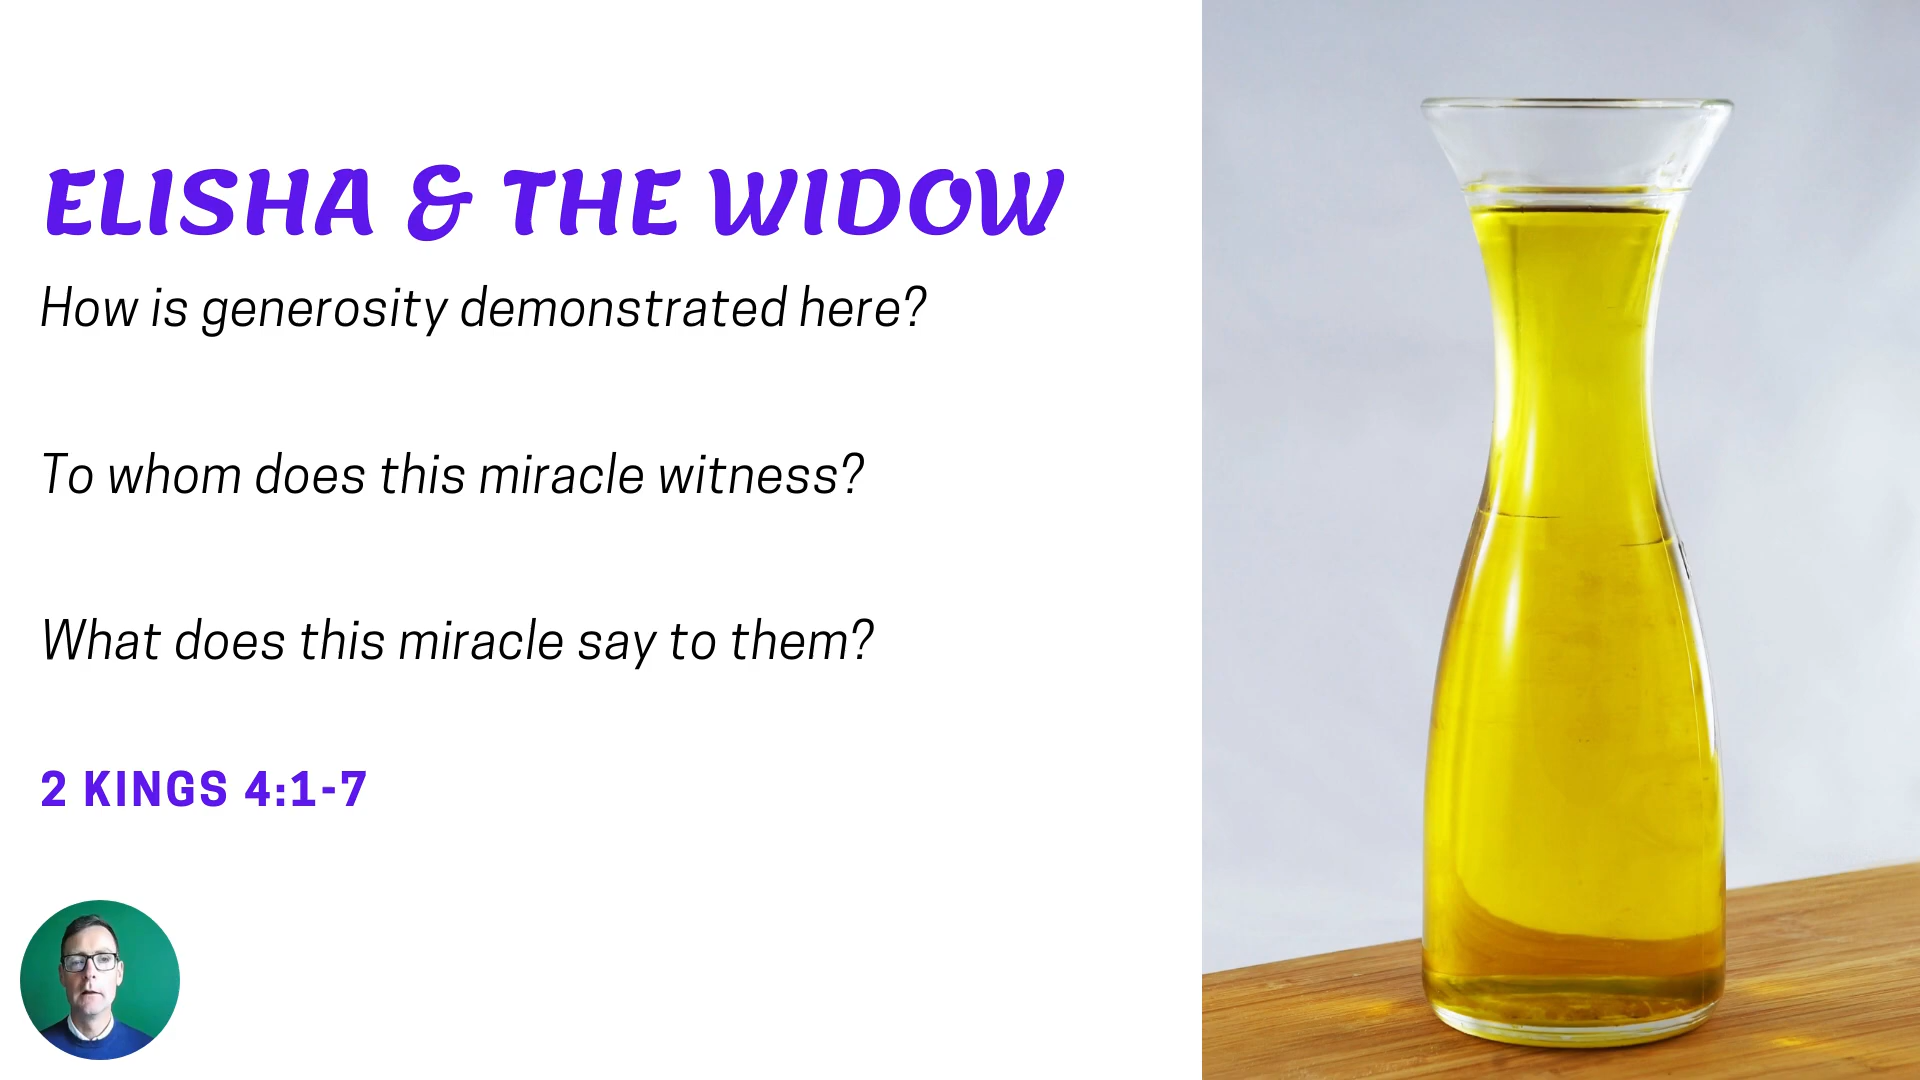 ELISHA & THE WIDOW
How is generosity demonstrated here?
To whom does this miracle witness?
What does this miracle say to them?
2 KINGS 4:1-7